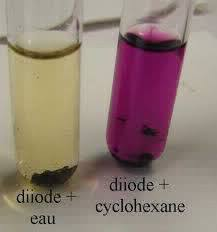 diiode +
eau
diiode +
cyclohexane